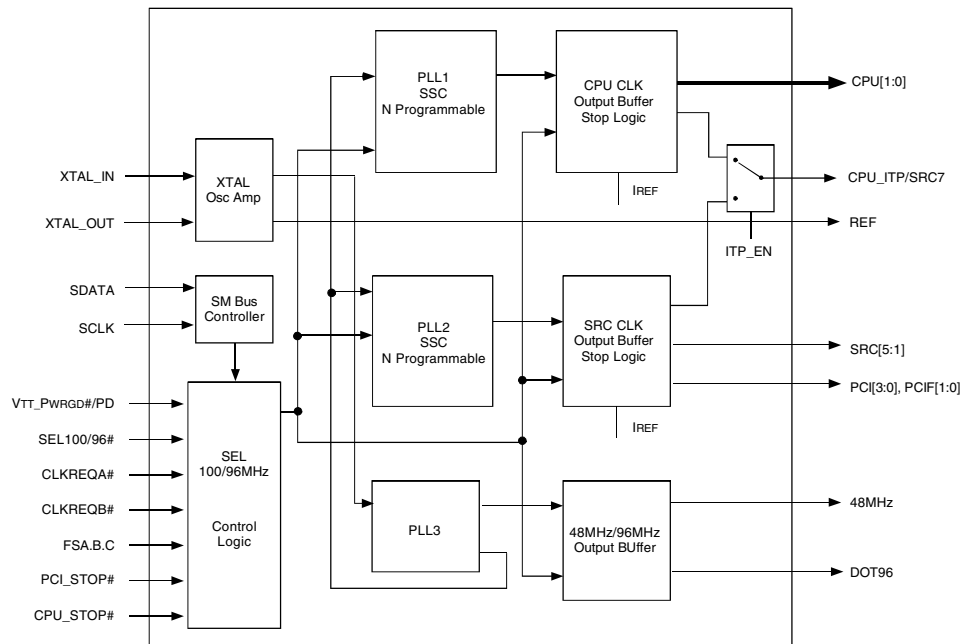 PLL1
SSC
N Programmable
CPU CLK
Output Buffer
Stop Logic
CPU[1:0]
XTAL_IN
XTAL
Osc Amp
XTAL_OUT
IREF
CPU_ITP/SRC7
REF
ITP_EN
SDATA
SCLK
SM Bus
Controller
PLL2
SSC
N Programmable
SRC CLK
Output Buffer
Stop Logic
SRC[5:1]
PCI[3:0], PCIF[1:0]
IREF
VTT_PWRGD#/PD
SEL100/96#
CLKREQA#
CLKREQB#
FSA.B.C
PCI_STOP#
CPU_STOP#
SEL
100/96MHz
Control
Logic
PLL3
48MHz/96MHz
Output BUffer
48MHz
DOT96